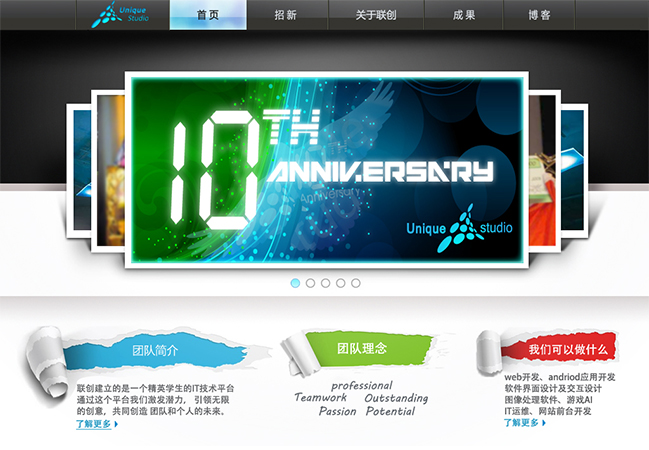 Unique
Studio
首 页
招 新
关于联创
成 果
博 客
10TH
ANNIVERSARY
Anniversary
Unique studio
团队简介
联创建立的是一个精英学生的IT技术平台
通过这个平台我们激发潜力, 引领无限
的创意，共同创造 团队和个人的未来。
了解更多
团队理念
professional
Teamwork Outstanding
Passion Potential
我们可以做什么
web开发、andriod应用开发
软件界面设计及交互设计
图像处理软件、游戏AI
IT运维、网站前台开发
了解更多